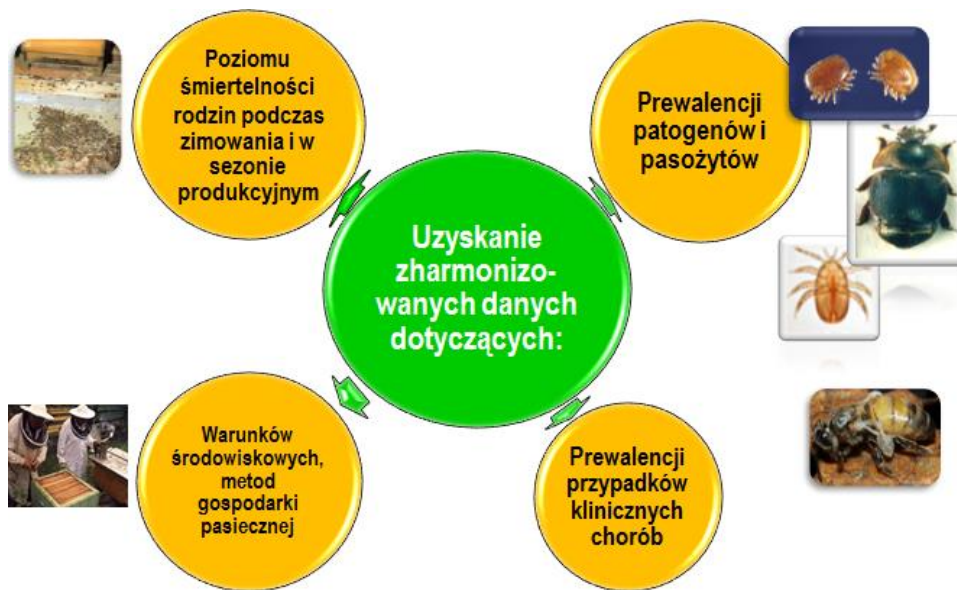 Poziomu
śmiertelności
rodzin podczas
zimowania i w
sezonie
produkcyjnym
Prewalencji
patogenów i
pasożytów
Uzyskanie
zharmonizo-
wanych danych
dotyczących:
Warunków
środowiskowych,
metod
gospodarki
pasiecznej
Prewalencji
przypadków
klinicznych
chorób